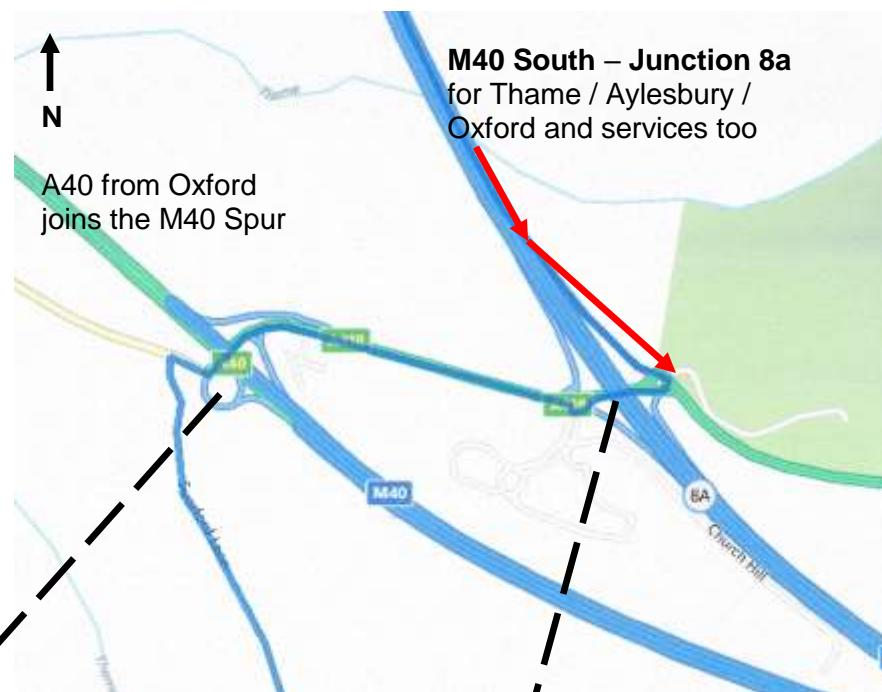 M40 South – Junction 8a
for Thame / Aylesbury /
Oxford and services too
N
A40 from Oxford
joins the M40 Spur
Thame
M40
8A
Church Hill